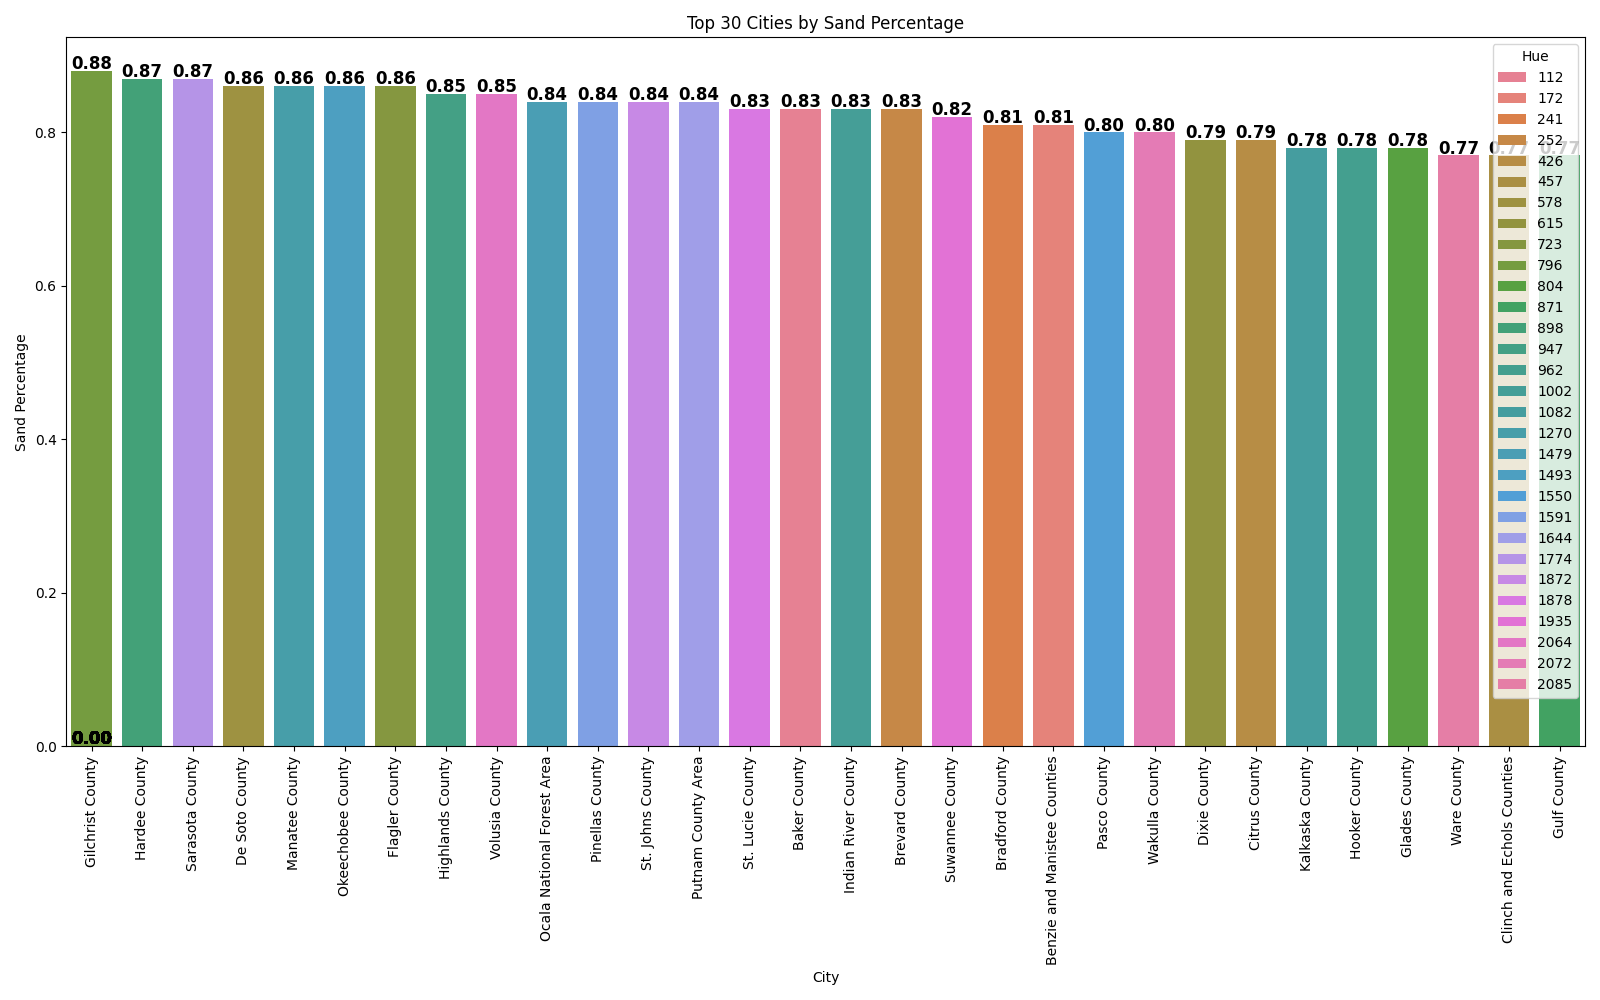 Top 30 Cities by Sand Percentage
0.88 0.87 0.87 0.86 0.86 0.86 0.86 0.85 0.85 0.84 0.84 0.84 0.84 0.83 0.83 0.83 0.83 0.82 0.81 0.81 0.80 0.80 0.79 0.79 0.78 0.78 0.78 0.77 0.77 0.77
Hue
112
172
241
252
426
457
578
615
723
796
804
871
898
947
962
1002
1082
1270
1479
1493
1550
1591
1644
1774
1872
1878
1935
2064
2072
2085
Sand Percentage
0.8
0.6
0.4
0.2
0.0
0.00
Gilchrist County
Hardee County
Sarasota County
De Soto County
Manatee County
Okeechobee County
Flagler County
Highlands County
Volusia County
Ocala National Forest Area
Pinellas County
St. Johns County
Putnam County Area
St. Lucie County
Baker County
Indian River County
Brevard County
Suwannee County
Bradford County
Benzie and Manistee Counties
Pasco County
Wakulla County
Dixie County
Citrus County
Kalkaska County
Hooker County
Glades County
Ware County
Clinch and Echols Counties
Gulf County
City